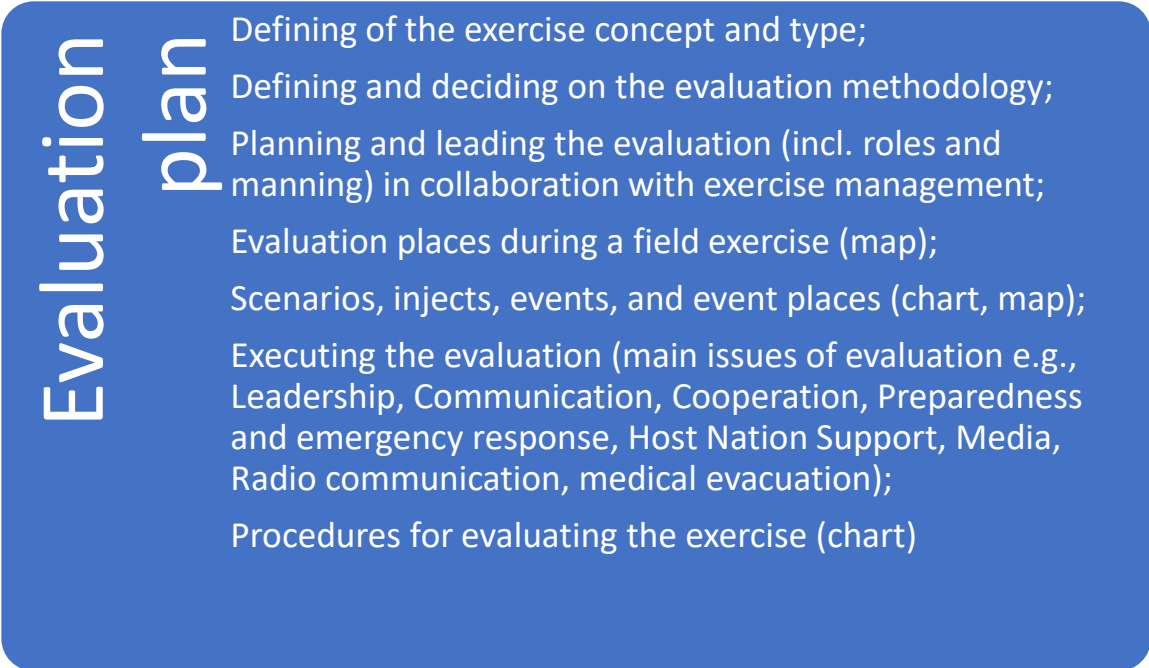 Evaluation
plan
Defining of the exercise concept and type;
Defining and deciding on the evaluation methodology;
Planning and leading the evaluation (incl. roles and
manning) in collaboration with exercise management;
Evaluation places during a field exercise (map);
Scenarios, injects, events, and event places (chart, map);
Executing the evaluation (main issues of evaluation e.g.,
Leadership, Communication, Cooperation, Preparedness
and emergency response, Host Nation Support, Media,
Radio communication, medical evacuation);
Procedures for evaluating the exercise (chart)